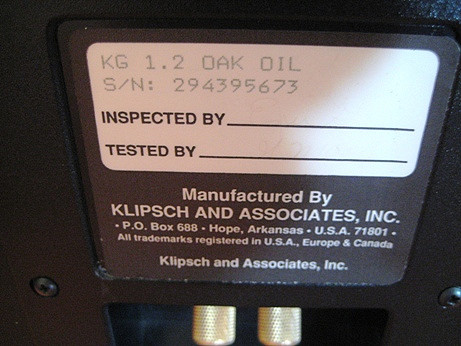 KG 1.2 OAK OIL
S/N: 294395673
INSPECTED BY
TESTED BY
Manufactured By
KLIPSCH AND ASSOCIATES, INC.
• P.O. Box 688 • Hope, Arkansas • U.S.A. 71801 •
All trademarks registered in U.S.A., Europe & Canada
Klipsch and Associates, Inc.